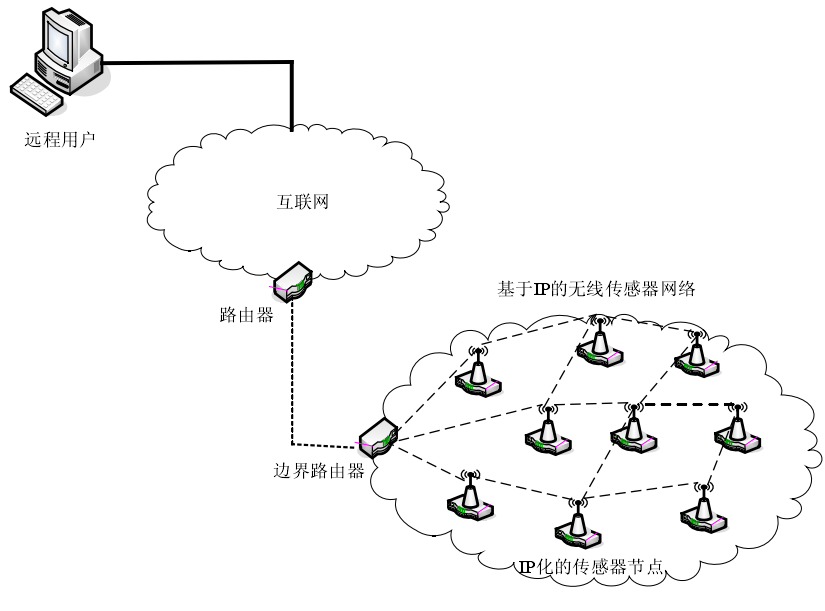 远程用户
互联网
路由器
基于IP的无线传感器网络
边界路由器
IP化的传感器节点